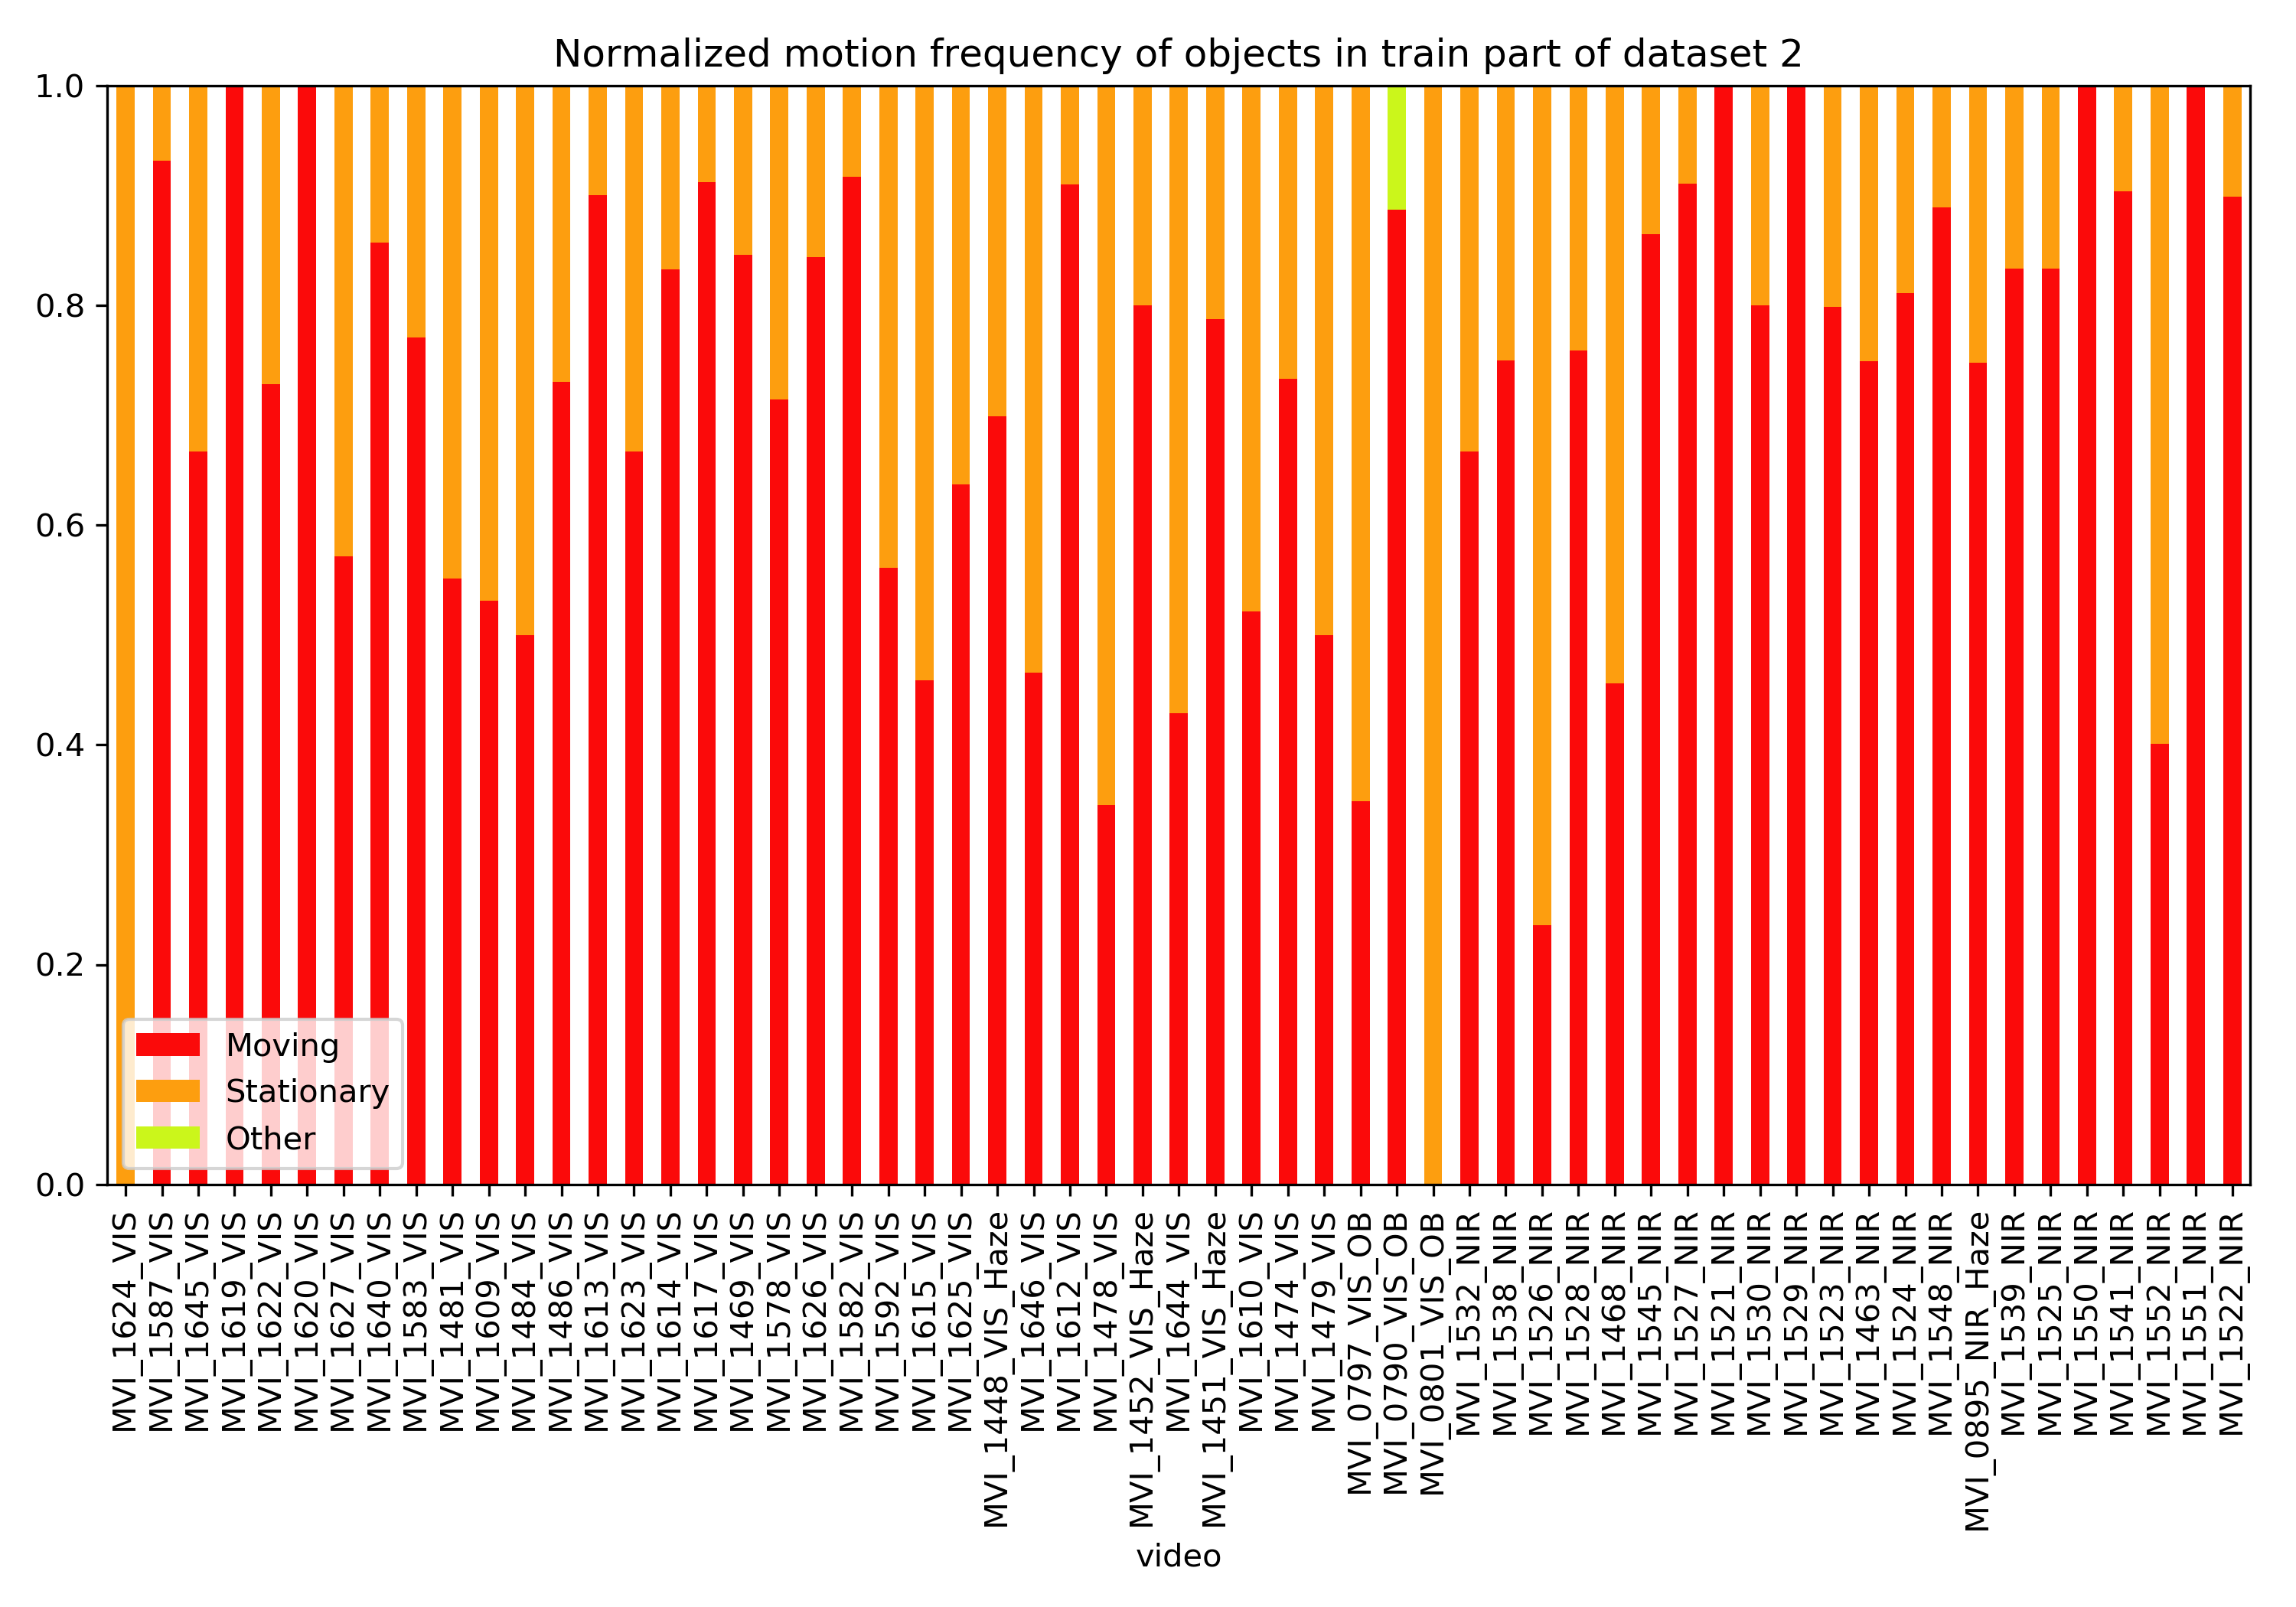 Normalized motion frequency of objects in train part of dataset 2
1.0
0.8
0.6
0.4
0.2
0.0
Moving
Stationary
Other
MVI_1624_VIS
MVI_1587_VIS
MVI_1645_VIS
MVI_1619_VIS
MVI_1622_VIS
MVI_1620_VIS
MVI_1627_VIS
MVI_1640_VIS
MVI_1583_VIS
MVI_1481_VIS
MVI_1609_VIS
MVI_1484_VIS
MVI_1486_VIS
MVI_1613_VIS
MVI_1623_VIS
MVI_1614_VIS
MVI_1617_VIS
MVI_1469_VIS
MVI_1578_VIS
MVI_1626_VIS
MVI_1582_VIS
MVI_1592_VIS
MVI_1615_VIS
MVI_1625_VIS
MVI_1448_VIS_Haze
MVI_1646_VIS
MVI_1612_VIS
MVI_1478_VIS
MVI_1452_VIS_Haze
MVI_1644_VIS
MVI_1451_VIS_Haze
MVI_1610_VIS
MVI_1474_VIS
MVI_1479_VIS
MVI_0797_VIS_OB
MVI_0790_VIS_OB
MVI_0801_VIS_OB
MVI_1532_NIR
MVI_1538_NIR
MVI_1526_NIR
MVI_1528_NIR
MVI_1468_NIR
MVI_1545_NIR
MVI_1527_NIR
MVI_1521_NIR
MVI_1530_NIR
MVI_1529_NIR
MVI_1523_NIR
MVI_1463_NIR
MVI_1524_NIR
MVI_1548_NIR
MVI_0895_NIR_Haze
MVI_1539_NIR
MVI_1525_NIR
MVI_1550_NIR
MVI_1541_NIR
MVI_1552_NIR
MVI_1551_NIR
MVI_1522_NIR
video